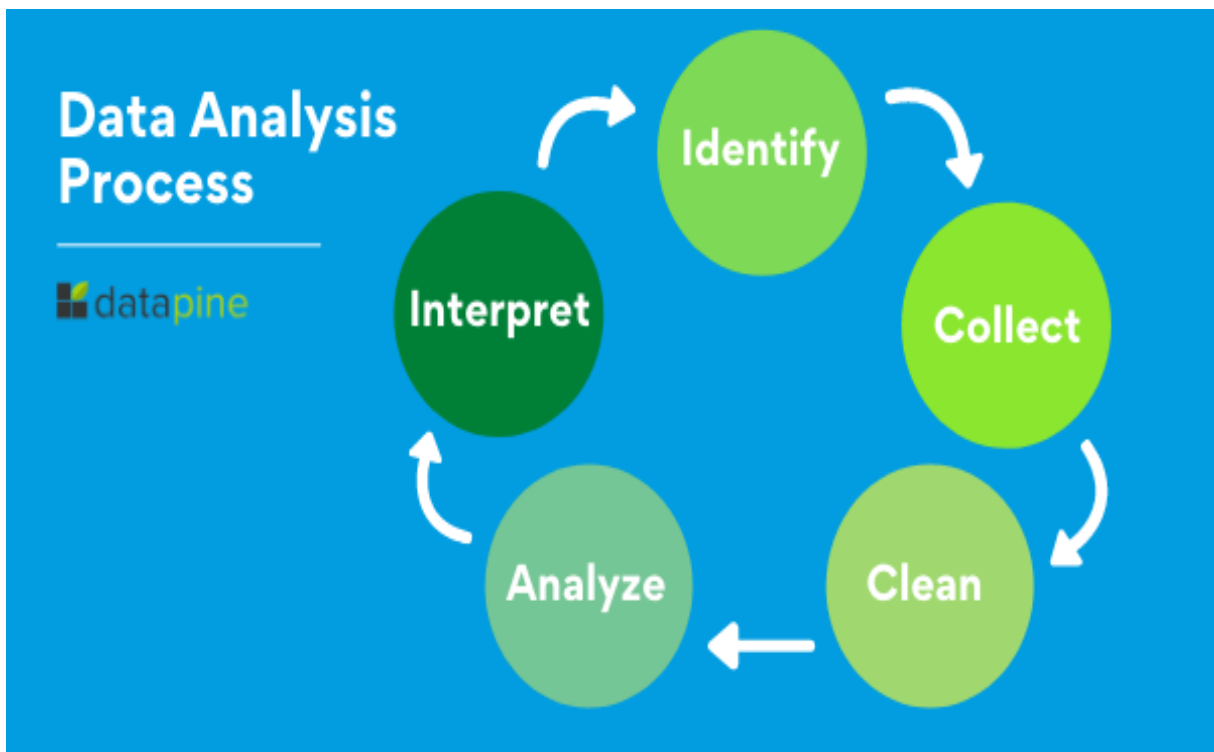 Data Analysis
Process
datapine
Identify
Collect
Clean
Analyze
Interpret